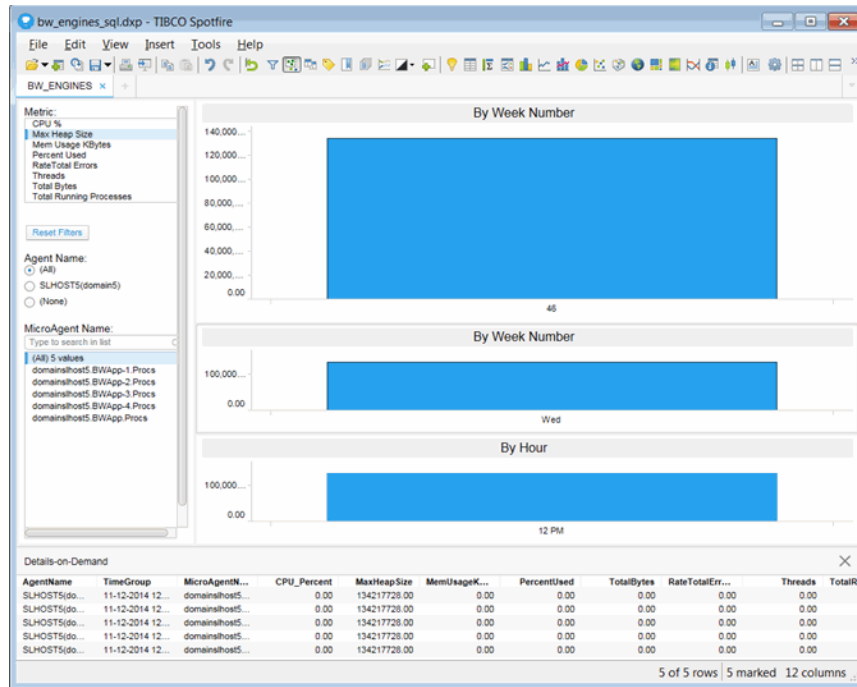 bw_engines_sql.dxp - TIBCO Spotfire
File Edit View Insert Tools Help
BW_ENGINES
Metric:
CPU %
Max Heap Size
Mem Usage KBytes
Percent Used
RateTotal Errors
Threads
Total Bytes
Total Running Processes
Reset Filters
Agent Name:
(All)
SLHOST5(domain5)
(None)
MicroAgent Name:
Type to search in list
(All) 5 values
domainslhost5.BWApp-1.Procs
domainslhost5.BWApp-2.Procs
domainslhost5.BWApp-3.Procs
domainslhost5.BWApp-4.Procs
domainslhost5.BWApp.Procs
By Week Number
140,000...
120,000...
100,000...
80,000,...
60,000,...
40,000,...
20,000,...
0.00
46
By Week Number
100,000...
0.00
Wed
By Hour
100,000...
0.00
12 PM
Details-on-Demand
AgentName TimeGroup MicroAgentN... CPU_Percent MaxHeapSize MemUsageK... PercentUsed TotalBytes RateTotalErr... Threads TotalR
SLHOST5(do... 11-12-2014 12... domainslhost5... 0.00 134217728.00 0.00 0.00 0.00 0.00 0.00
SLHOST5(do... 11-12-2014 12... domainslhost5... 0.00 134217728.00 0.00 0.00 0.00 0.00 0.00
SLHOST5(do... 11-12-2014 12... domainslhost5... 0.00 134217728.00 0.00 0.00 0.00 0.00 0.00
SLHOST5(do... 11-12-2014 12... domainslhost5... 0.00 134217728.00 0.00 0.00 0.00 0.00 0.00
SLHOST5(do... 11-12-2014 12... domainslhost5... 0.00 134217728.00 0.00 0.00 0.00 0.00 0.00
5 of 5 rows 5 marked 12 columns